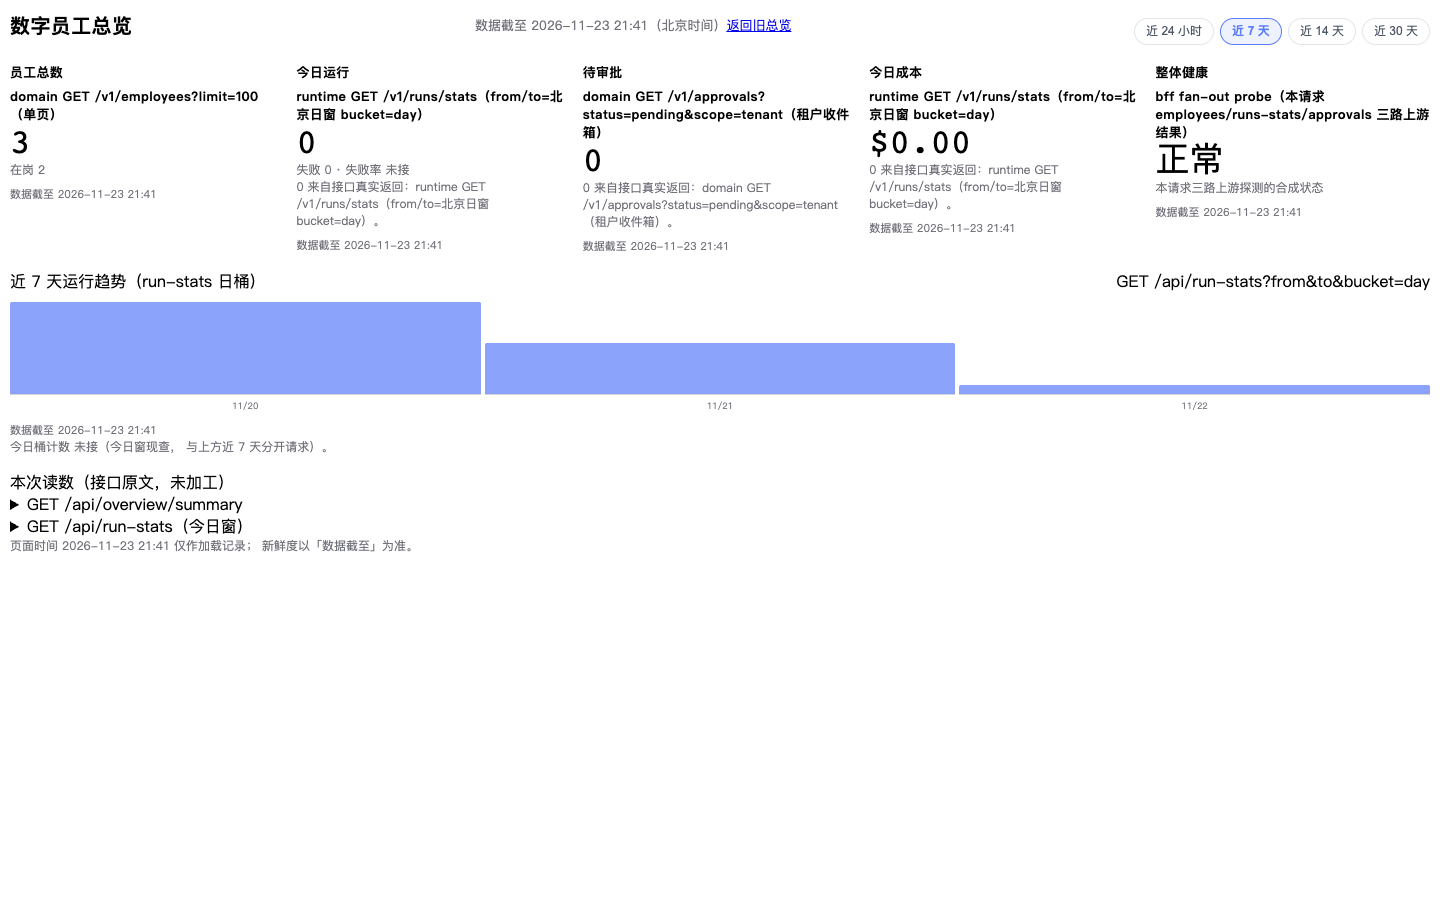 数字员工总览
数据截至 2026-11-23 21:41（北京时间）返回旧总览
近 24 小时
近 7 天
近 14 天
近 30 天
员工总数
domain GET /v1/employees?limit=100
（单页）
3
在岗 2
数据截至 2026-11-23 21:41
今日运行
runtime GET /v1/runs/stats（from/to=北
京日窗 bucket=day）
0
失败 0 · 失败率 未接
0 来自接口真实返回：runtime GET
/v1/runs/stats（from/to=北京日窗
bucket=day）。
数据截至 2026-11-23 21:41
待审批
domain GET /v1/approvals?
status=pending&scope=tenant（租户收件
箱）
0
0 来自接口真实返回：domain GET
/v1/approvals?status=pending&scope=tenant
（租户收件箱）。
数据截至 2026-11-23 21:41
今日成本
runtime GET /v1/runs/stats（from/to=北
京日窗 bucket=day）
$0.00
0 来自接口真实返回：runtime GET
/v1/runs/stats（from/to=北京日窗
bucket=day）。
数据截至 2026-11-23 21:41
整体健康
bff fan-out probe（本请求
employees/runs-stats/approvals 三路上游
结果）
正常
本请求三路上游探测的合成状态
数据截至 2026-11-23 21:41
近 7 天运行趋势（run-stats 日桶）
GET /api/run-stats?from&to&bucket=day
11/20
11/21
11/22
数据截至 2026-11-23 21:41
今日桶计数 未接（今日窗现查， 与上方近 7 天分开请求）。
本次读数（接口原文，未加工）
▶ GET /api/overview/summary
▶ GET /api/run-stats（今日窗）
页面时间 2026-11-23 21:41 仅作加载记录； 新鲜度以「数据截至」为准。